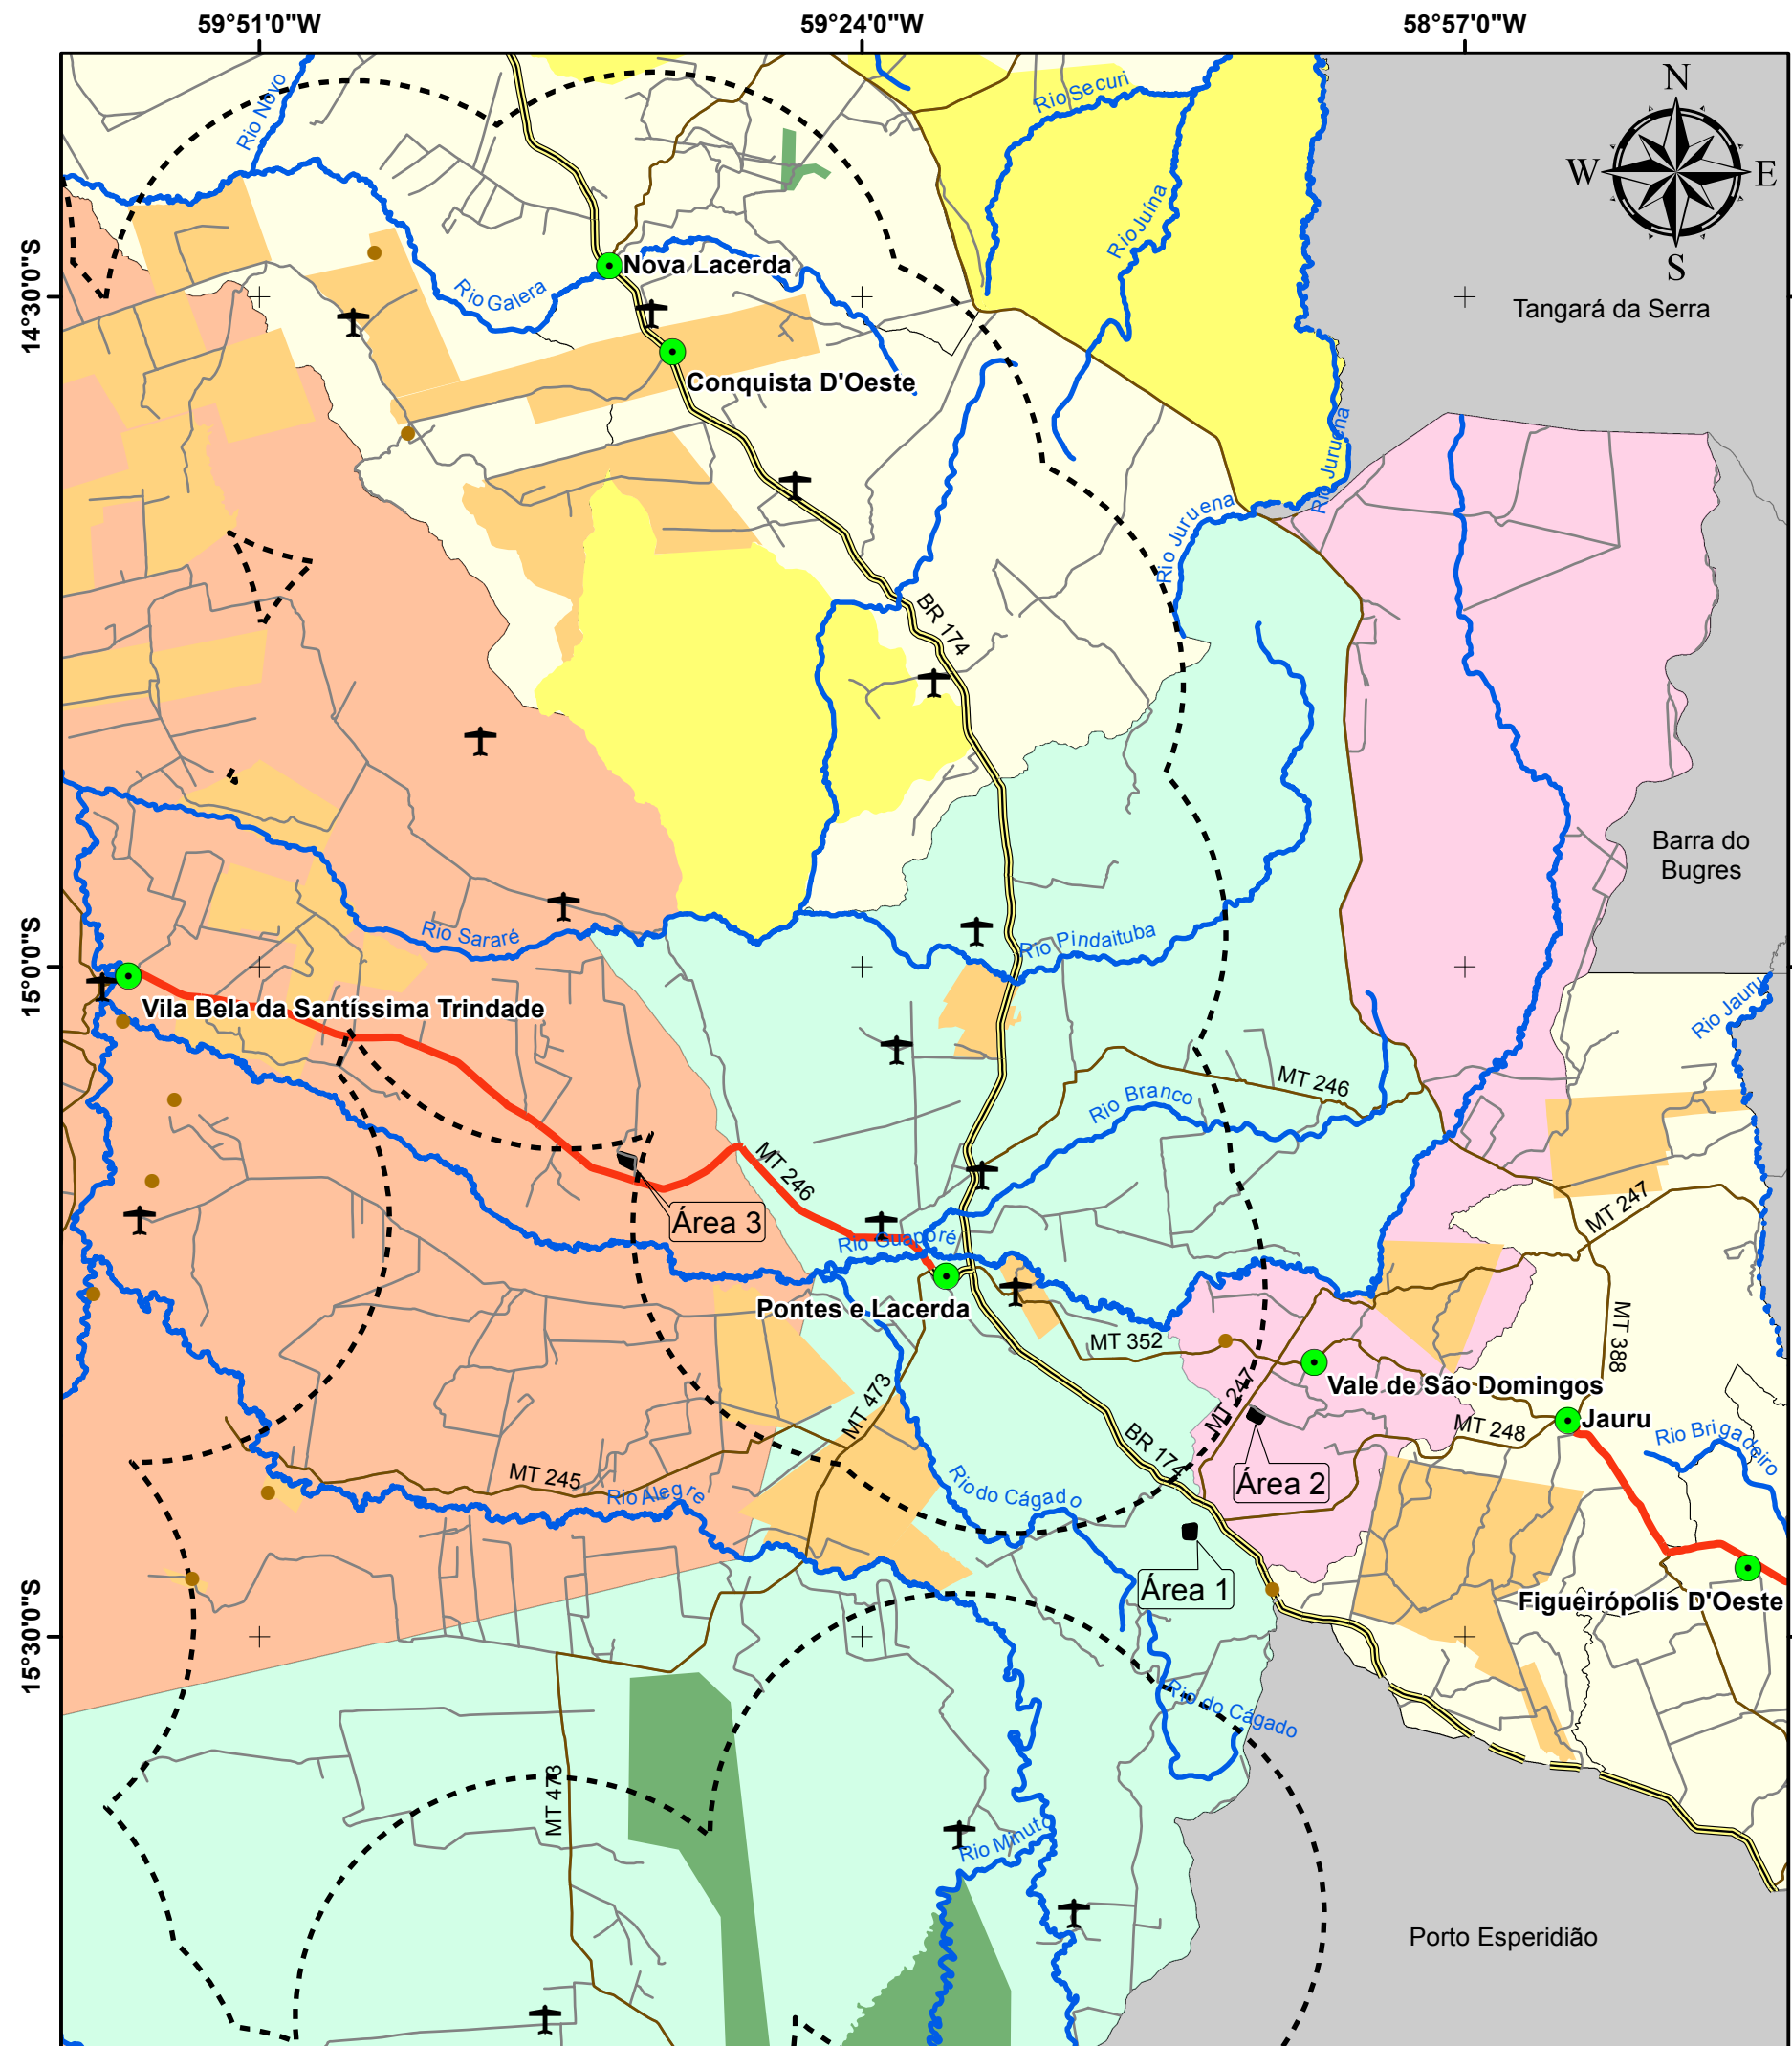 59°51'0"W
59°24'0"W
58°57'0"W
N
W
E
S
Rio Novo
Rio Securi
Rio Juína
14°30'0"S
Nova Lacerda
Rio Galera
Tangará da Serra
Conquista D'Oeste
Rio Juruena
Rio Juruena
BR 174
Barra do
Bugres
Rio Sararé
Rio Pindaituba
15°0'0"S
Vila Bela da Santíssima Trindade
Rio Jauru
MT 246
Rio Branco
MT 246
MT 247
Área 3
Rio Guaporé
Pontes e Lacerda
MT 352
MT 388
Vale de São Domingos
MT 473
MT 247
Jauru
MT 248
BR 174
Rio Brigadeiro
MT 245
Rio Alegre
Rio do Cágado
Área 2
Área 1
Figueirópolis D'Oeste
15°30'0"S
Rio do Cágado
MT 473
Rio Minuto
Porto Esperidião